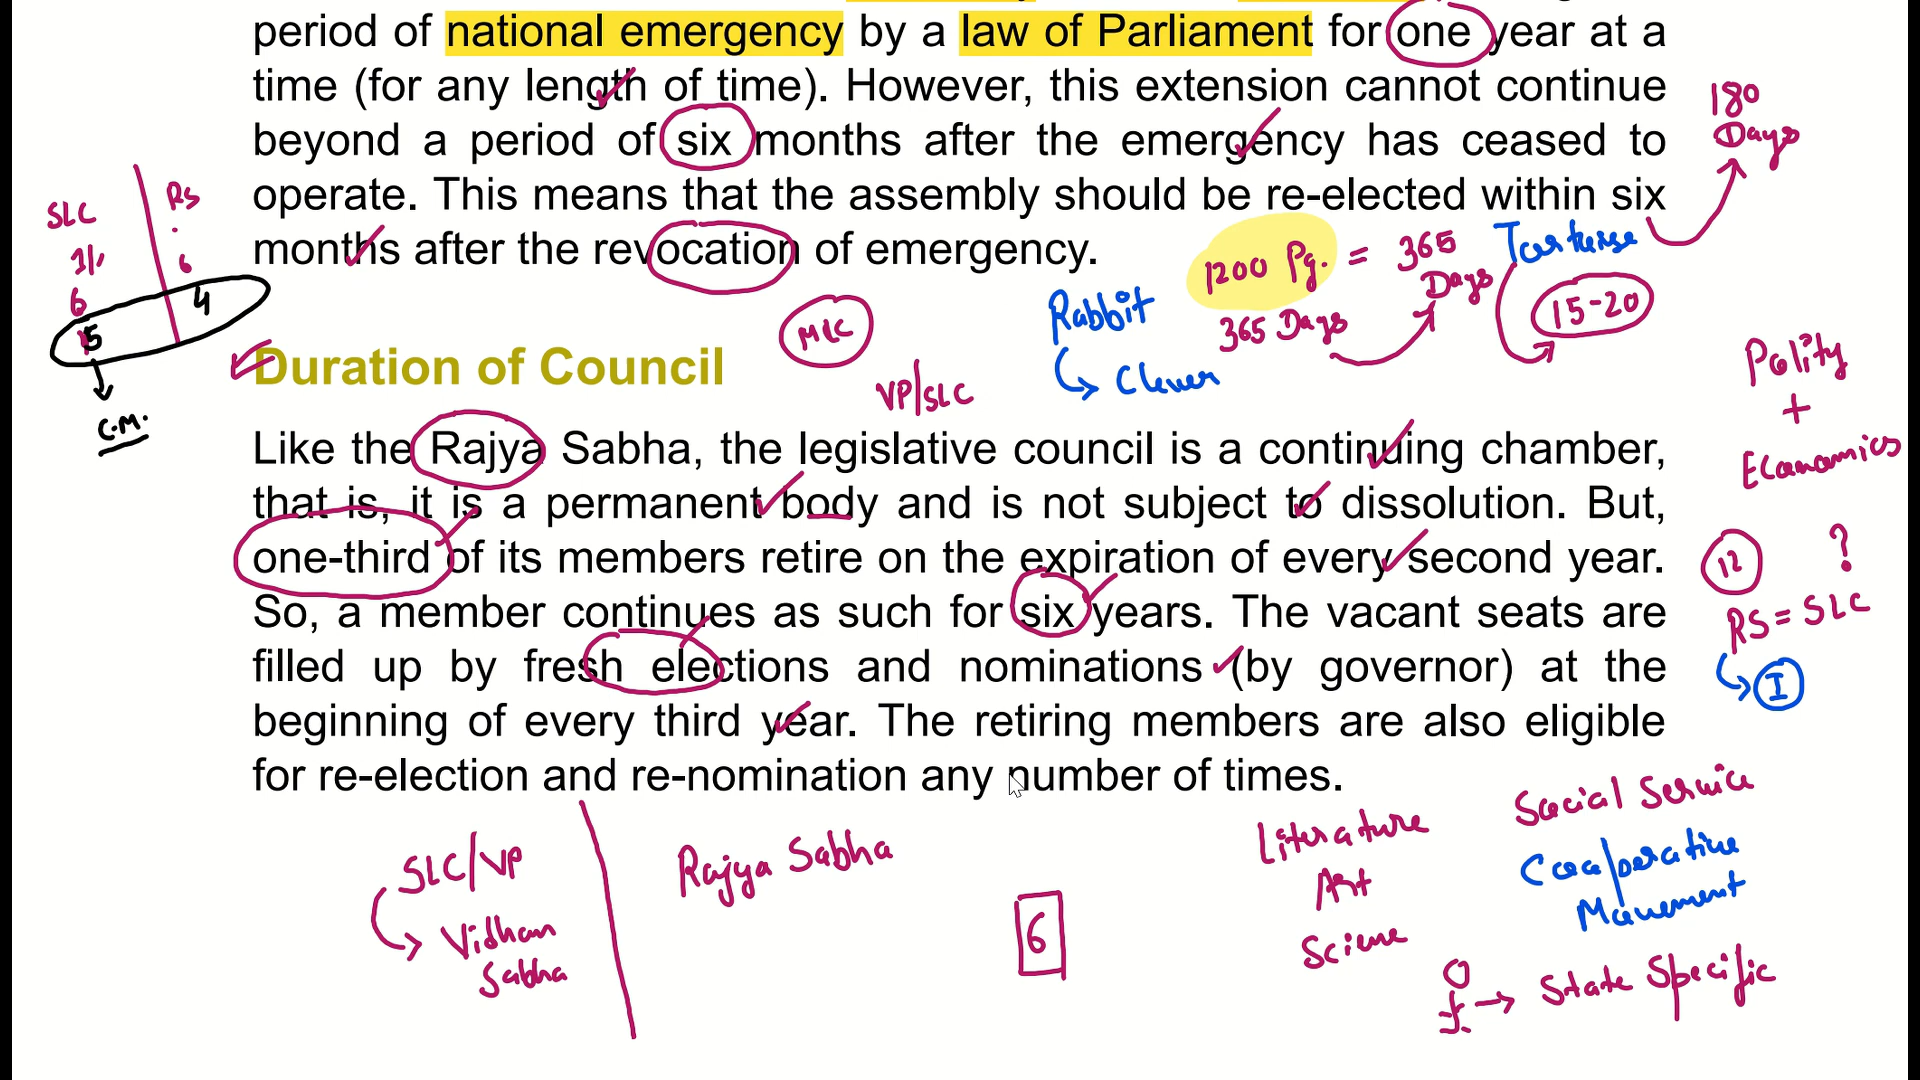 period of national emergency by a law of Parliament for one year at a
time (for any length of time). However, this extension cannot continue
beyond a period of six months after the emergency has ceased to
operate. This means that the assembly should be re-elected within six
months after the revocation of emergency.
180
Days
SLC
RS
6
6
4
5
C.M.
1200 Pg. = 365
Days
365 Days
15-20
Rabbit
Clever
MLC
VP/SLC
Duration of Council
Polity
+
Economics
Like the Rajya Sabha, the legislative council is a continuing chamber,
that is, it is a permanent body and is not subject to dissolution. But,
one-third of its members retire on the expiration of every second year.
So, a member continues as such for six years. The vacant seats are
filled up by fresh elections and nominations (by governor) at the
beginning of every third year. The retiring members are also eligible
for re-election and re-nomination any number of times.
12
?
RS = SLC
I
SLC/VP
Vidhan
Sabha
Rajya Sabha
6
Literature
Art
Science
Social Service
Cooperative
Movement
State Specific